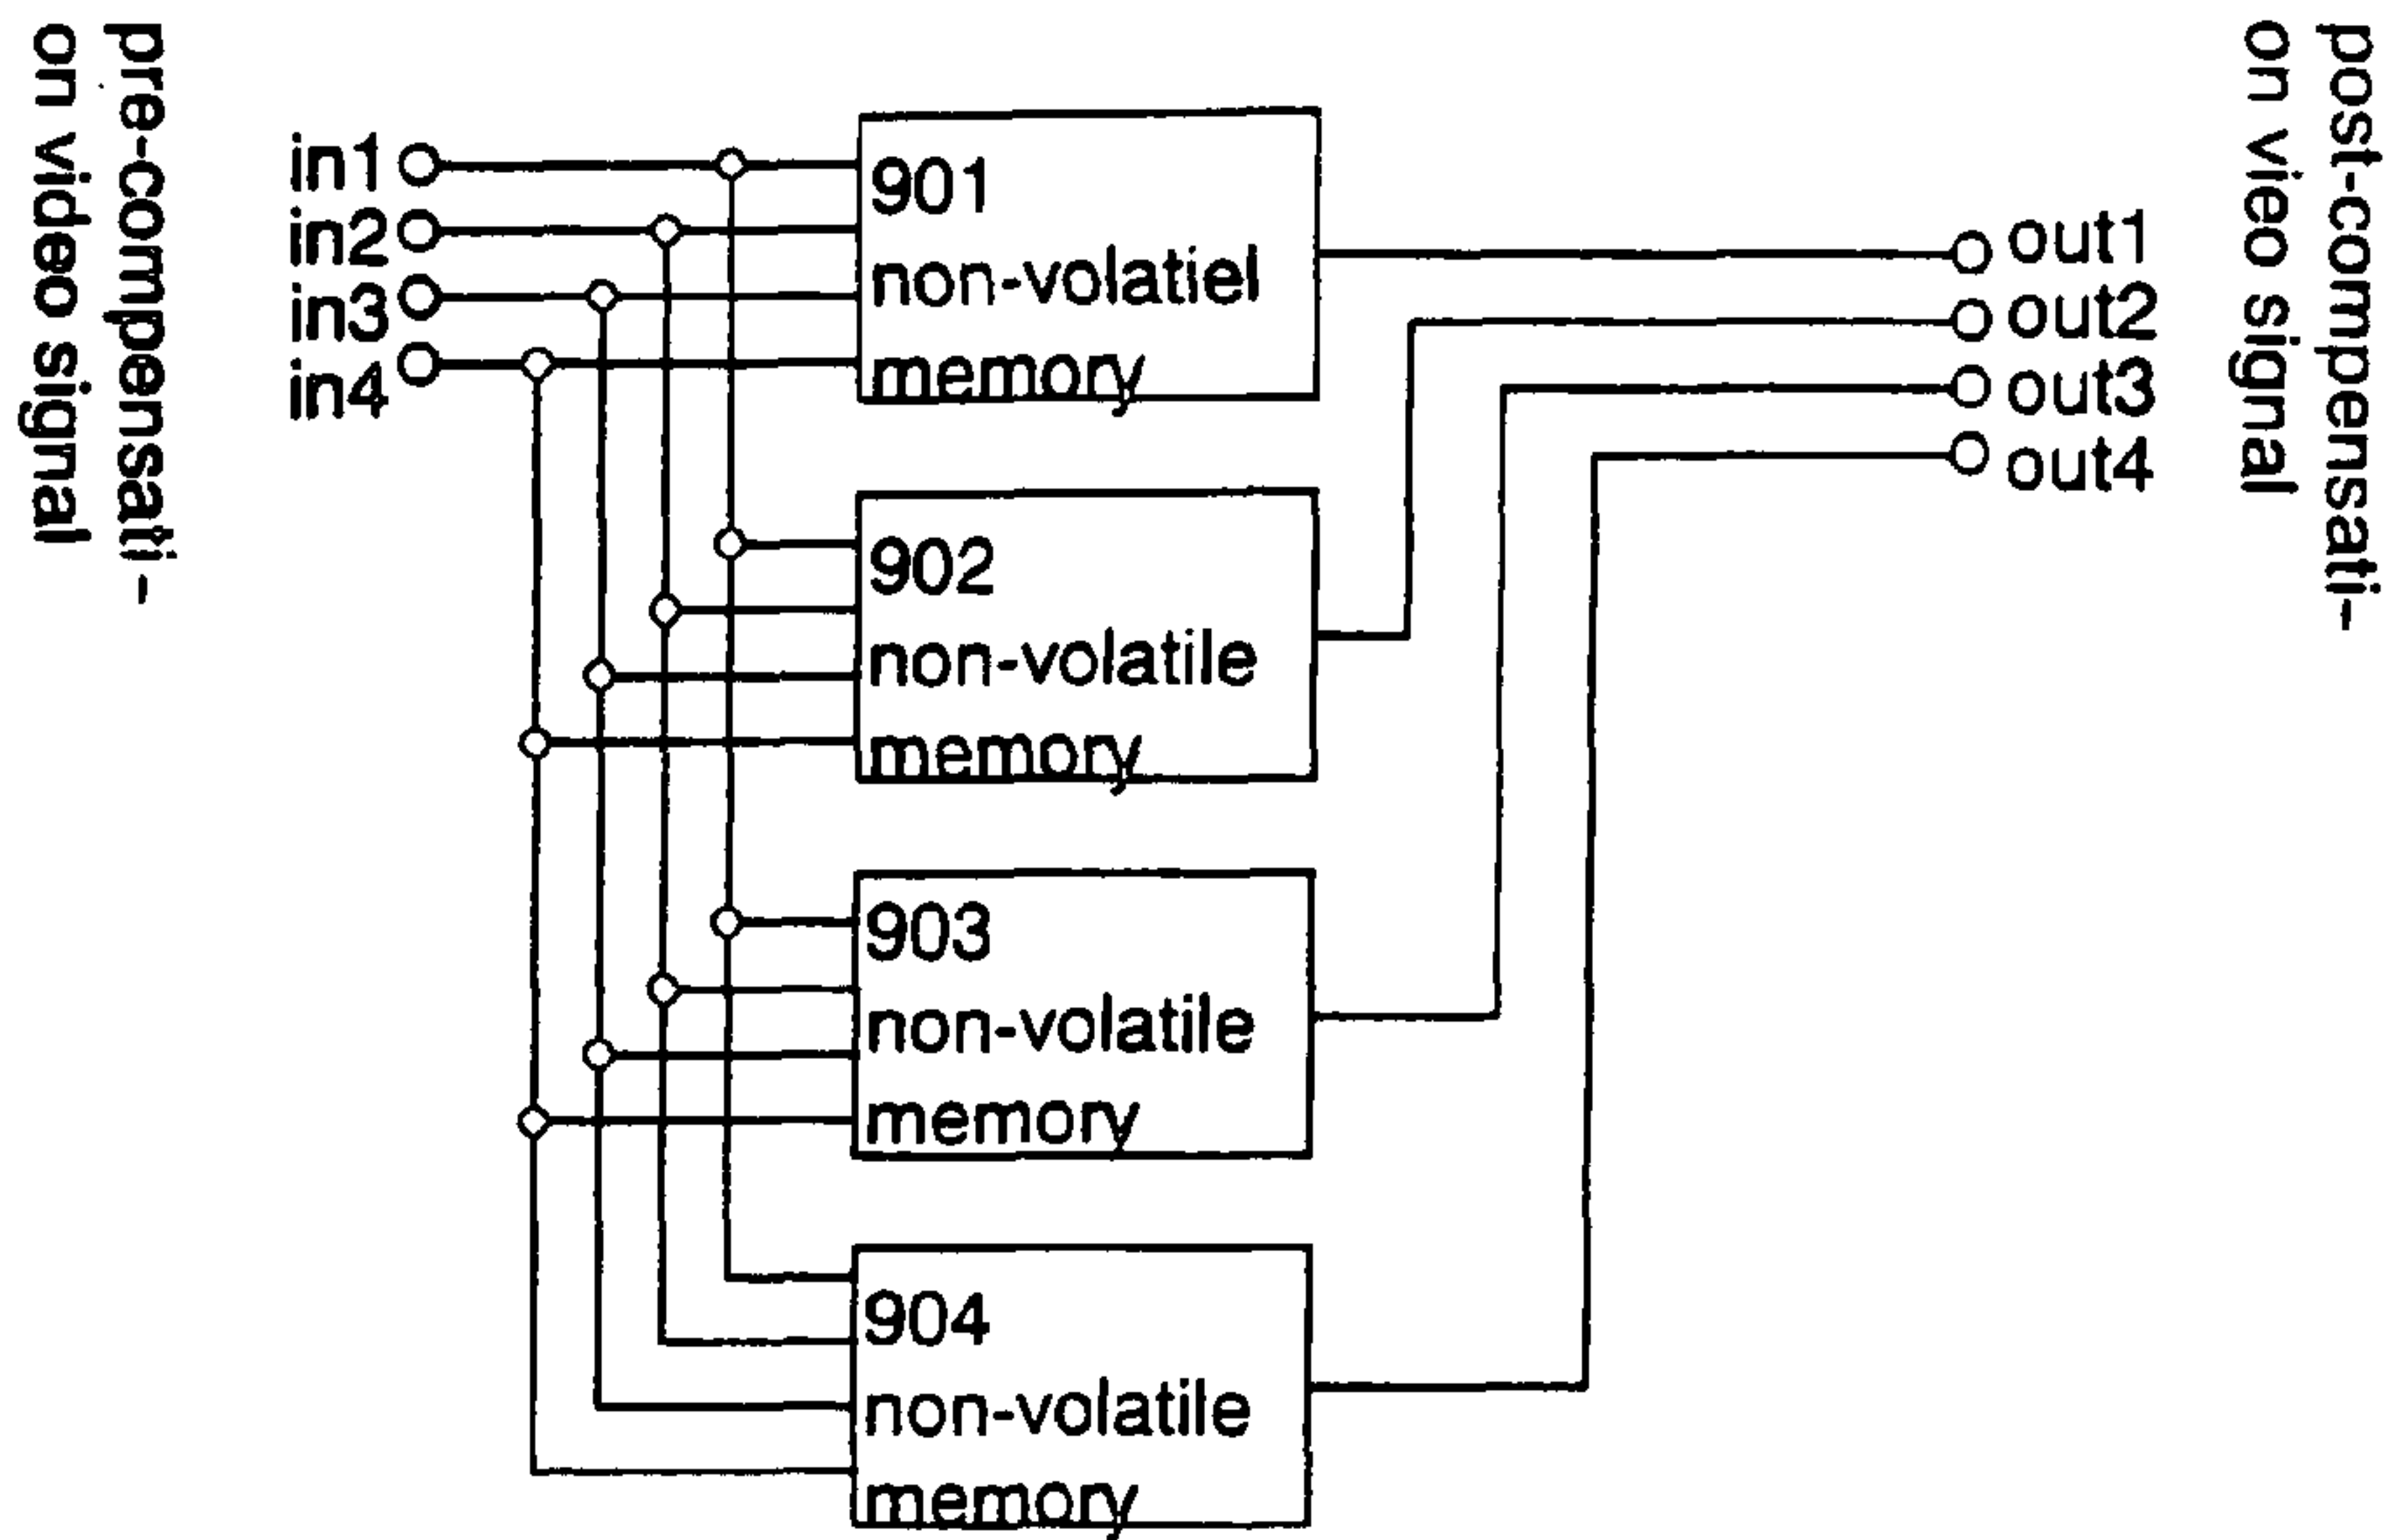 pre-compensati-
on video signal
in1
in2
in3
in4
901
non-volatiel
memory
902
non-volatile
memory
903
non-volatile
memory
904
non-volatile
memory
out1
out2
out3
out4
post-compensati-
on video signal